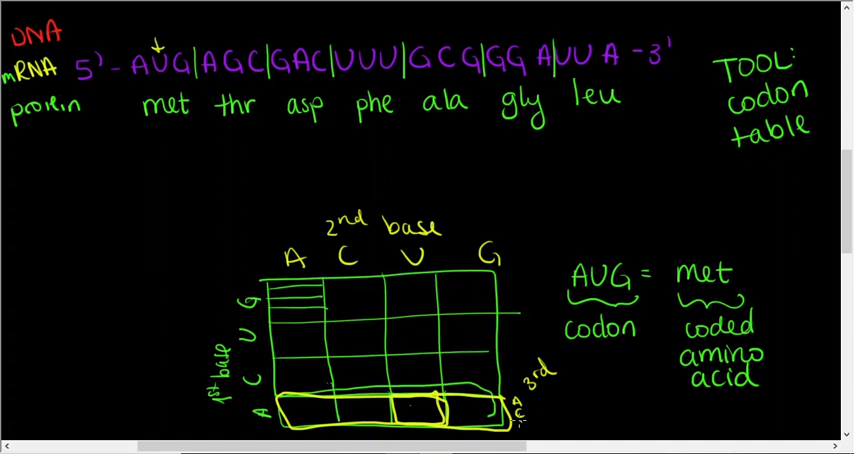 DNA
mRNA 5' - AUG|AGC|GAC|UUU|GCG|GGA|UUA - 3'
protein met thr asp phe ala gly leu
TOOL:
codon
table
2nd base
A C U G
1st base
G
U
C
A
3rd
A
C
AUG = met
codon coded
amino
acid